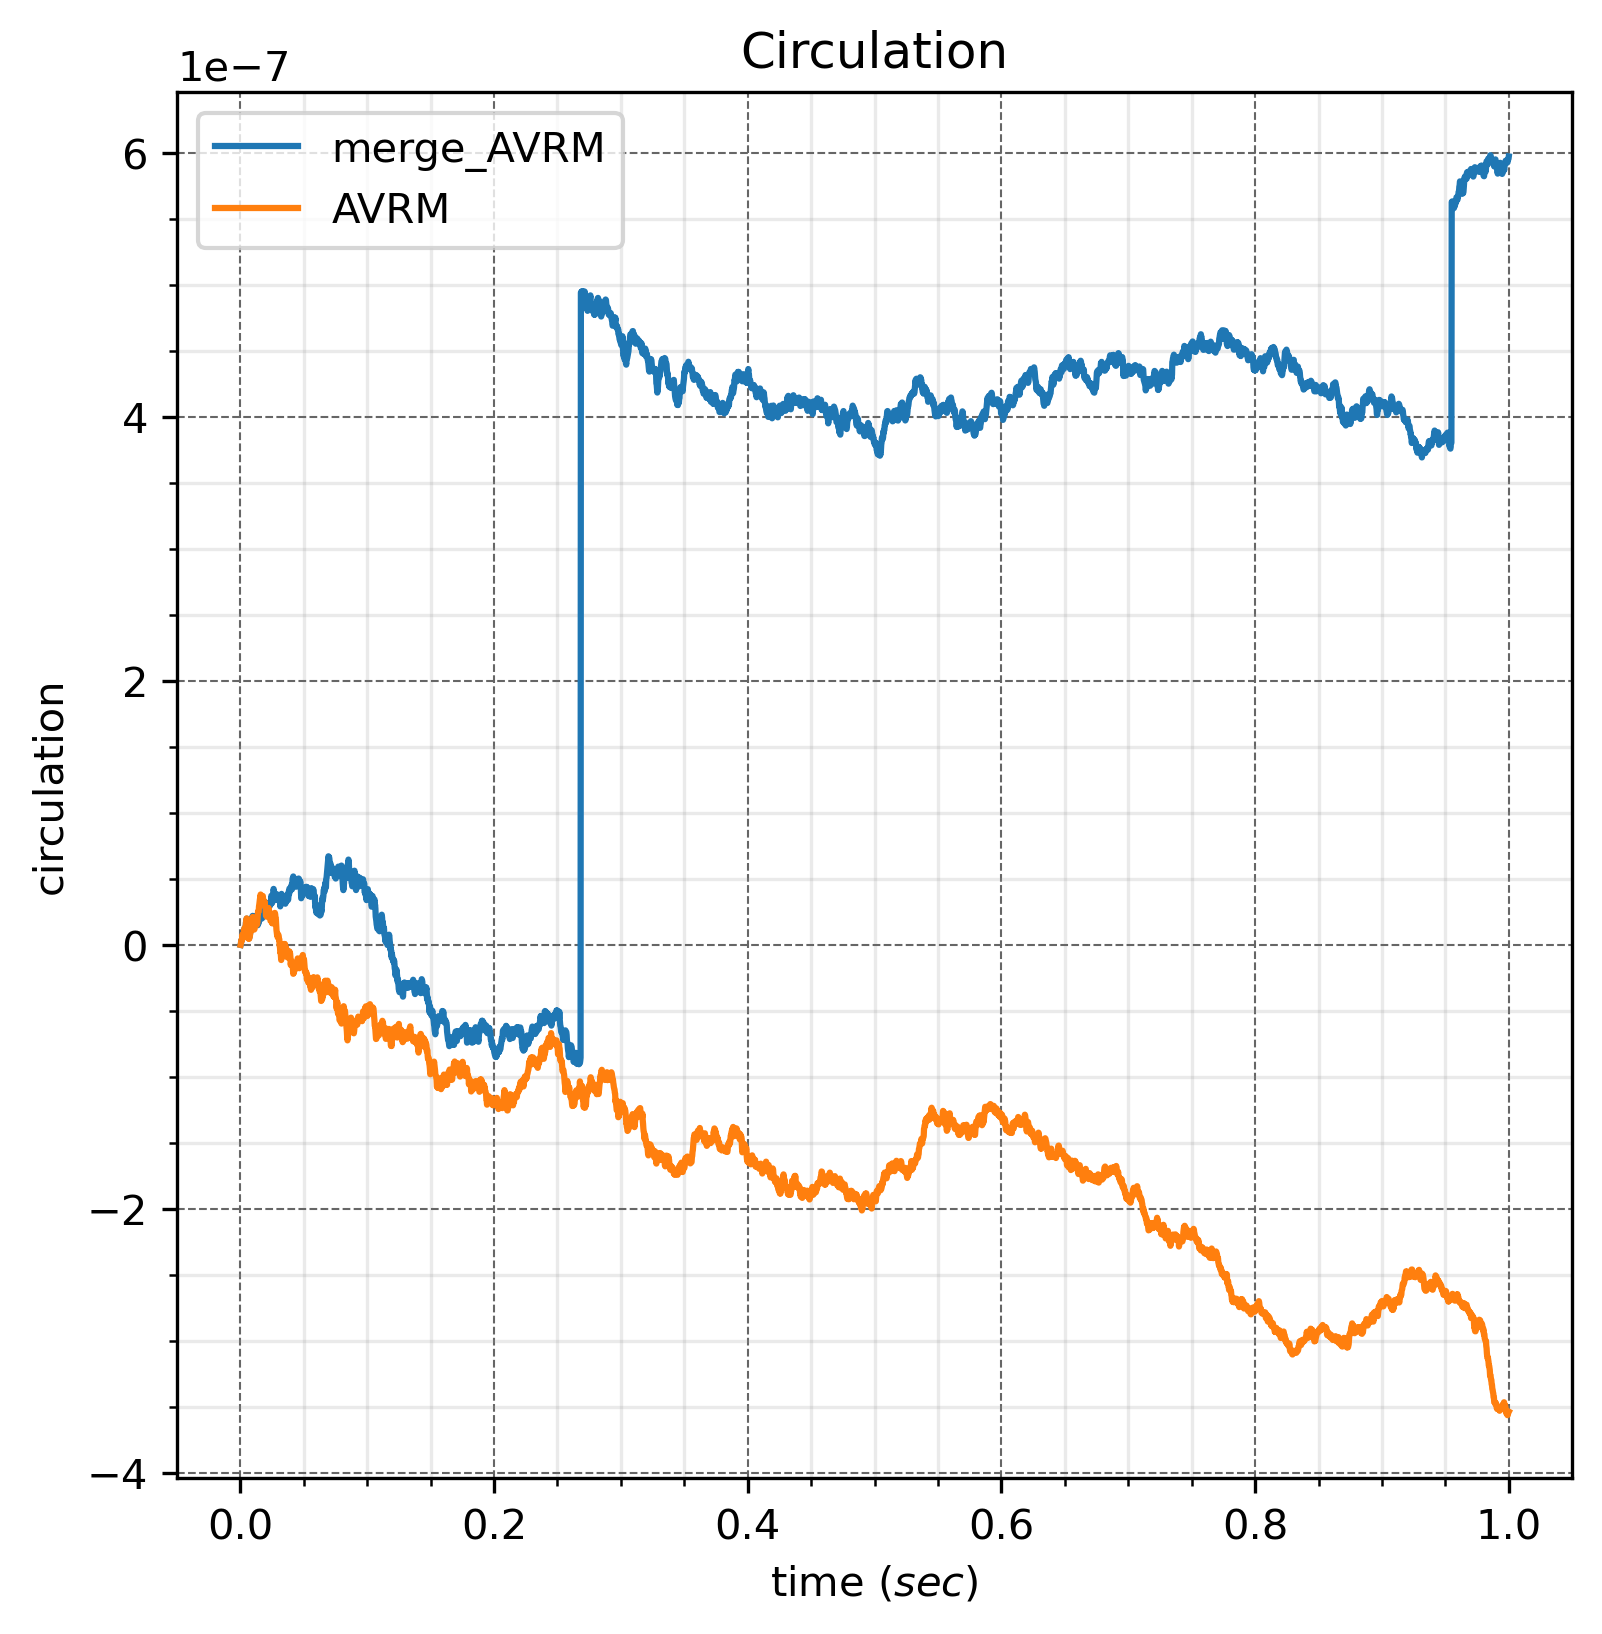 Circulation
1e−7
merge_AVRM
AVRM
6
4
2
0
−2
−4
circulation
0.0 0.2 0.4 0.6 0.8 1.0
time (sec)